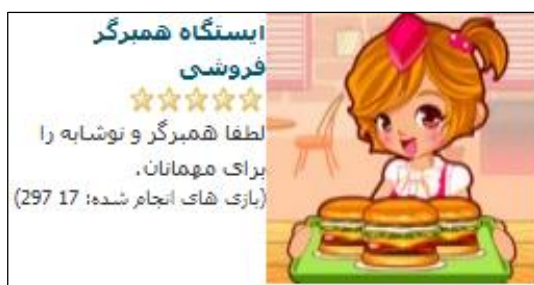 ایستگاه همبرگر
فروشی
لطفا همبرگر و نوشابه را
برای مهمانان.
(بازی های انجام شده: 17 297)